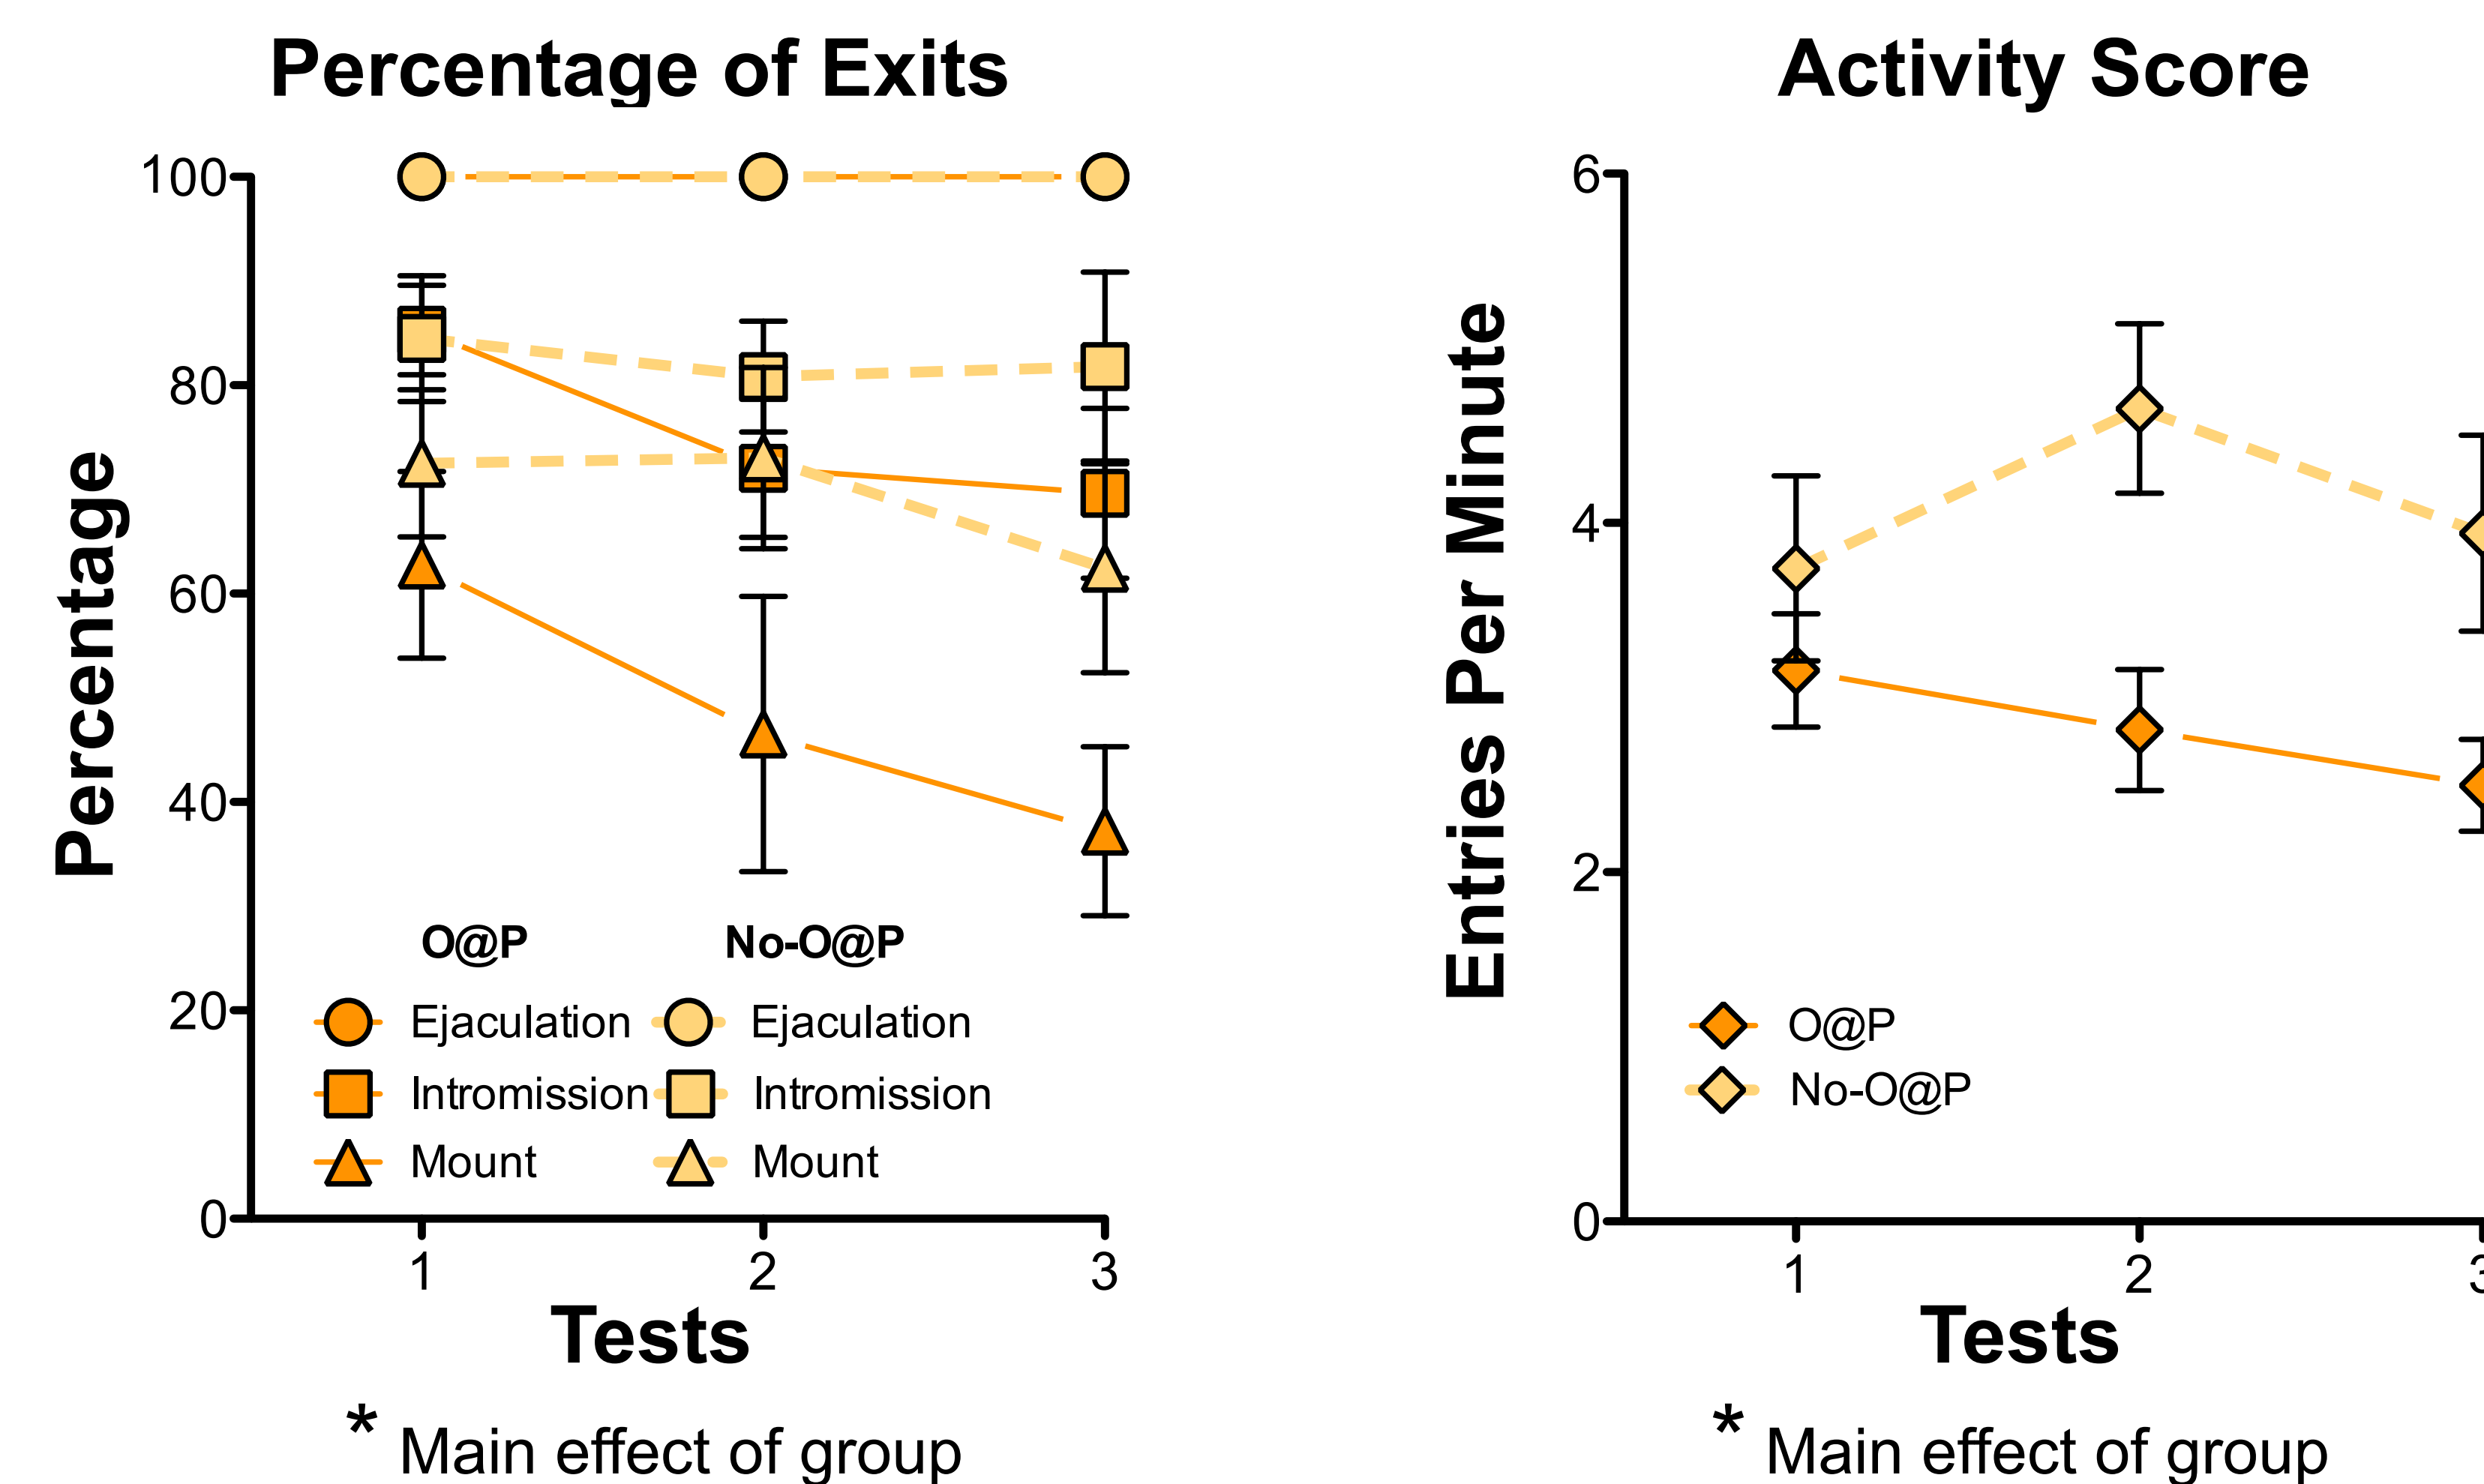 Percentage of Exits
Percentage
100
80
60
40
20
0
O@P No-O@P
Ejaculation Ejaculation
Intromission Intromission
Mount Mount
1 2 3
Tests
* Main effect of group
Activity Score
Entries Per Minute
6
4
2
0
O@P
No-O@P
1 2 3
Tests
* Main effect of group